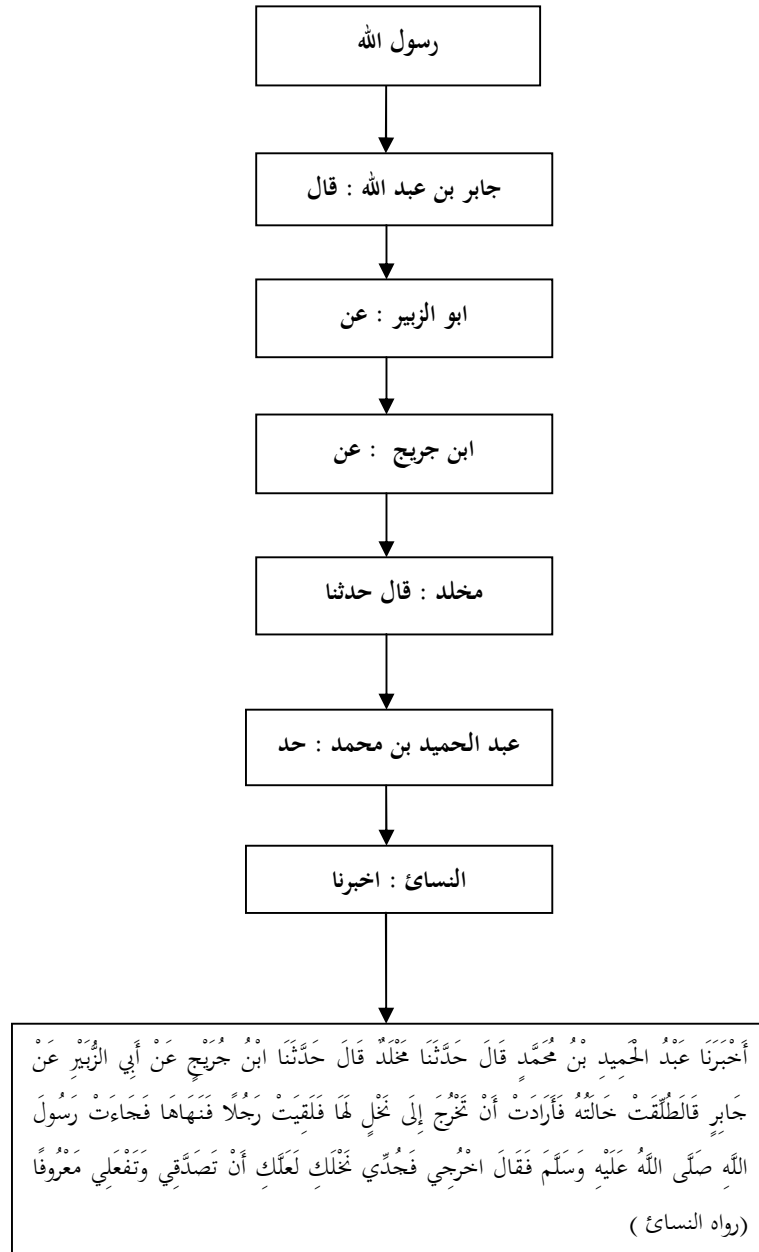 رسول الله
جابر بن عبد الله : قال
ابو الزبير : عن
ابن جريج : عن
مخلد : قال حدثنا
عبد الحميد بن محمد : حد
النسائ : اخبرنا
أَخْبَرَنَا عَبْدُ الْحَمِيدِ بْنُ مُحَمَّدٍ قَالَ حَدَّثَنَا مَخْلَدٌ قَالَ حَدَّثَنَا ابْنُ جُرَيْجٍ عَنْ أَبِي الزُّبَيْرِ عَنْ
جَابِرٍ قَالَطُلِّقَتْ خَالَتُهُ فَأَرَادَتْ أَنْ تَخْرُجَ إِلَى نَخْلٍ لَهَا فَلَقِيَتْ رَجُلًا فَنَهَاهَا فَجَاءَتْ رَسُولَ
اللَّهِ صَلَّى اللَّهُ عَلَيْهِ وَسَلَّمَ فَقَالَ اخْرُجِي فَجُدِّي نَخْلَكِ لَعَلَّكِ أَنْ تَصَدَّقِي وَتَفْعَلِي مَعْرُوفًا
(رواه النسائ )